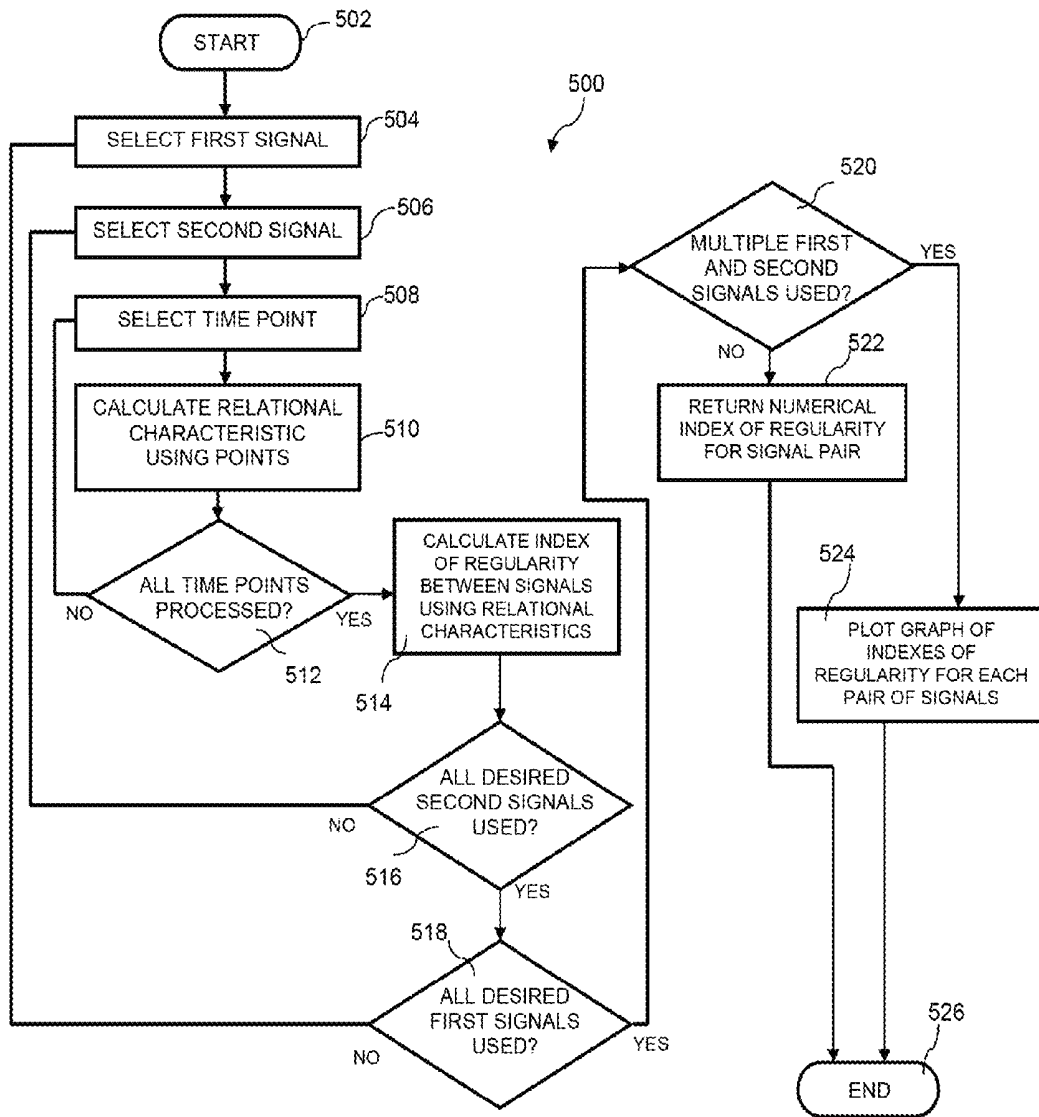 START
502
500
SELECT FIRST SIGNAL
504
SELECT SECOND SIGNAL
506
SELECT TIME POINT
508
CALCULATE RELATIONAL
CHARACTERISTIC
USING POINTS
510
ALL TIME POINTS
PROCESSED?
NO
YES
512
CALCULATE INDEX
OF REGULARITY
BETWEEN SIGNALS
USING RELATIONAL
CHARACTERISTICS
514
ALL DESIRED
SECOND SIGNALS
USED?
NO
516
YES
518
ALL DESIRED
FIRST SIGNALS
USED?
NO
YES
520
MULTIPLE FIRST
AND SECOND
SIGNALS USED?
YES
NO
522
RETURN NUMERICAL
INDEX OF REGULARITY
FOR SIGNAL PAIR
524
PLOT GRAPH OF
INDEXES OF
REGULARITY FOR EACH
PAIR OF SIGNALS
526
END